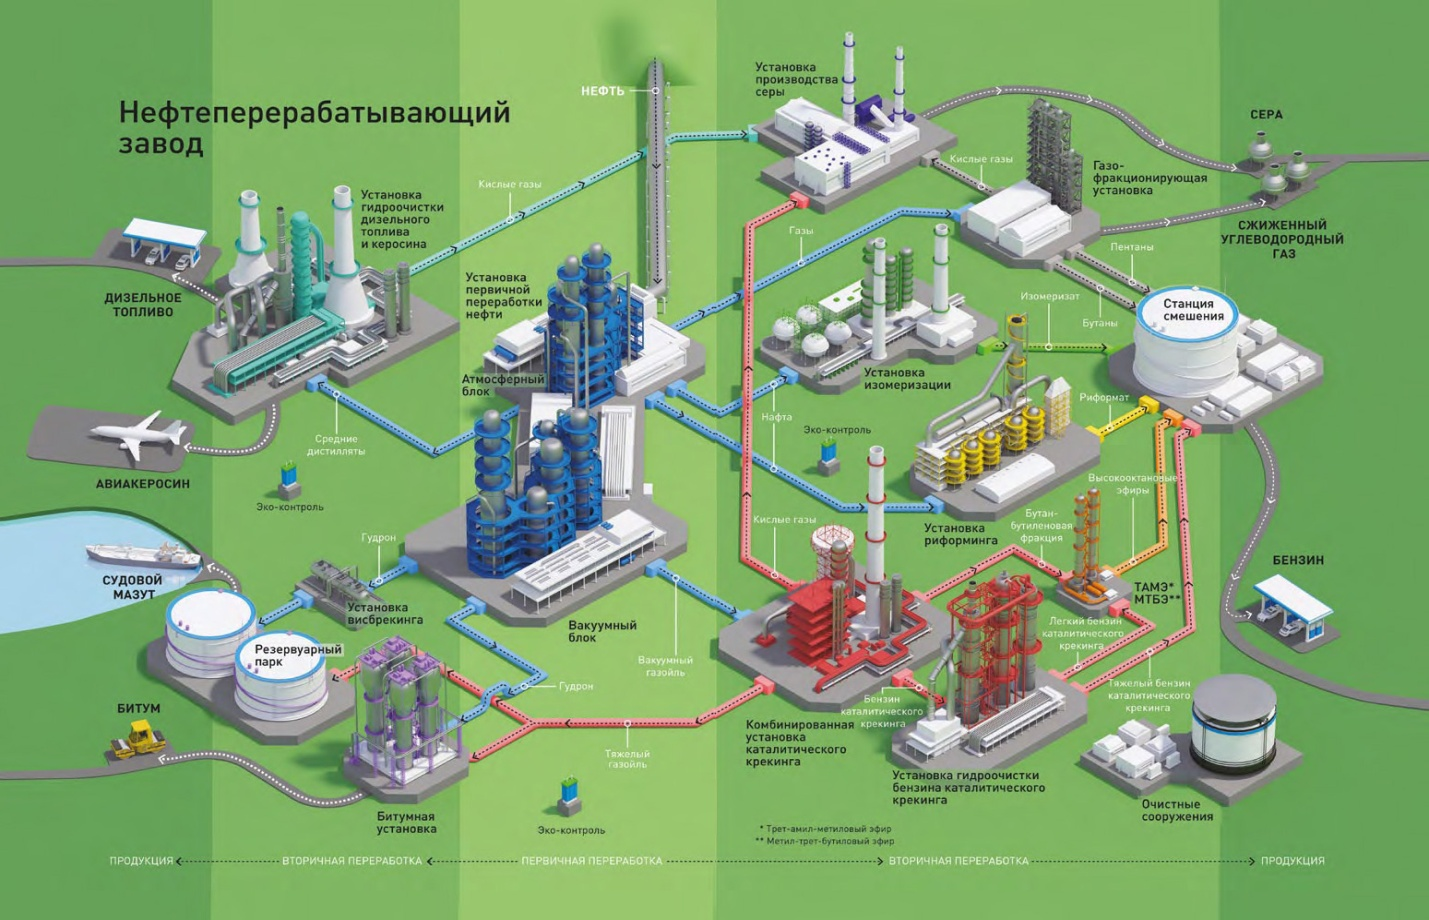 Нефтеперерабатывающий
завод
НЕФТЬ
Установка
производства
серы
СЕРА
Кислые газы
Газо-
фракционирующая
установка
Кислые газы
Установка
гидроочистки
дизельного
топлива
и керосина
Газы
СЖИЖЕННЫЙ
УГЛЕВОДОРОДНЫЙ
ГАЗ
Пентаны
ДИЗЕЛЬНОЕ
ТОПЛИВО
Установка
первичной
переработки
нефти
Изомеризат
Бутаны
Станция
смешения
Атмосферный
блок
Установка
изомеризации
Риформат
Нафта
Эко-контроль
Средние
дистилляты
АВИАКЕРОСИН
Эко-контроль
Высокооктановые
эфиры
Кислые газы
Установка
риформинга
Бутан-
бутиленовая
фракция
Гудрон
СУДОВОЙ
МАЗУТ
Установка
висбрекинга
Вакуумный
блок
ТАМЭ*
МТБЭ**
БЕНЗИН
Легкий бензин
каталитического
крекинга
Резервуарный
парк
Вакуумный
газойль
Гудрон
Бензин
каталитического
крекинга
Тяжелый бензин
каталитического
крекинга
БИТУМ
Комбинированная
установка
каталитического
крекинга
Тяжелый
газойль
Установка гидроочистки
бензина каталитического
крекинга
Очистные
сооружения
Битумная
установка
Эко-контроль
* Трет-амил-метиловый эфир
** Метил-трет-бутиловый эфир
ПРОДУКЦИЯ ВТОРИЧНАЯ ПЕРЕРАБОТКА ПЕРВИЧНАЯ ПЕРЕРАБОТКА ВТОРИЧНАЯ ПЕРЕРАБОТКА ПРОДУКЦИЯ